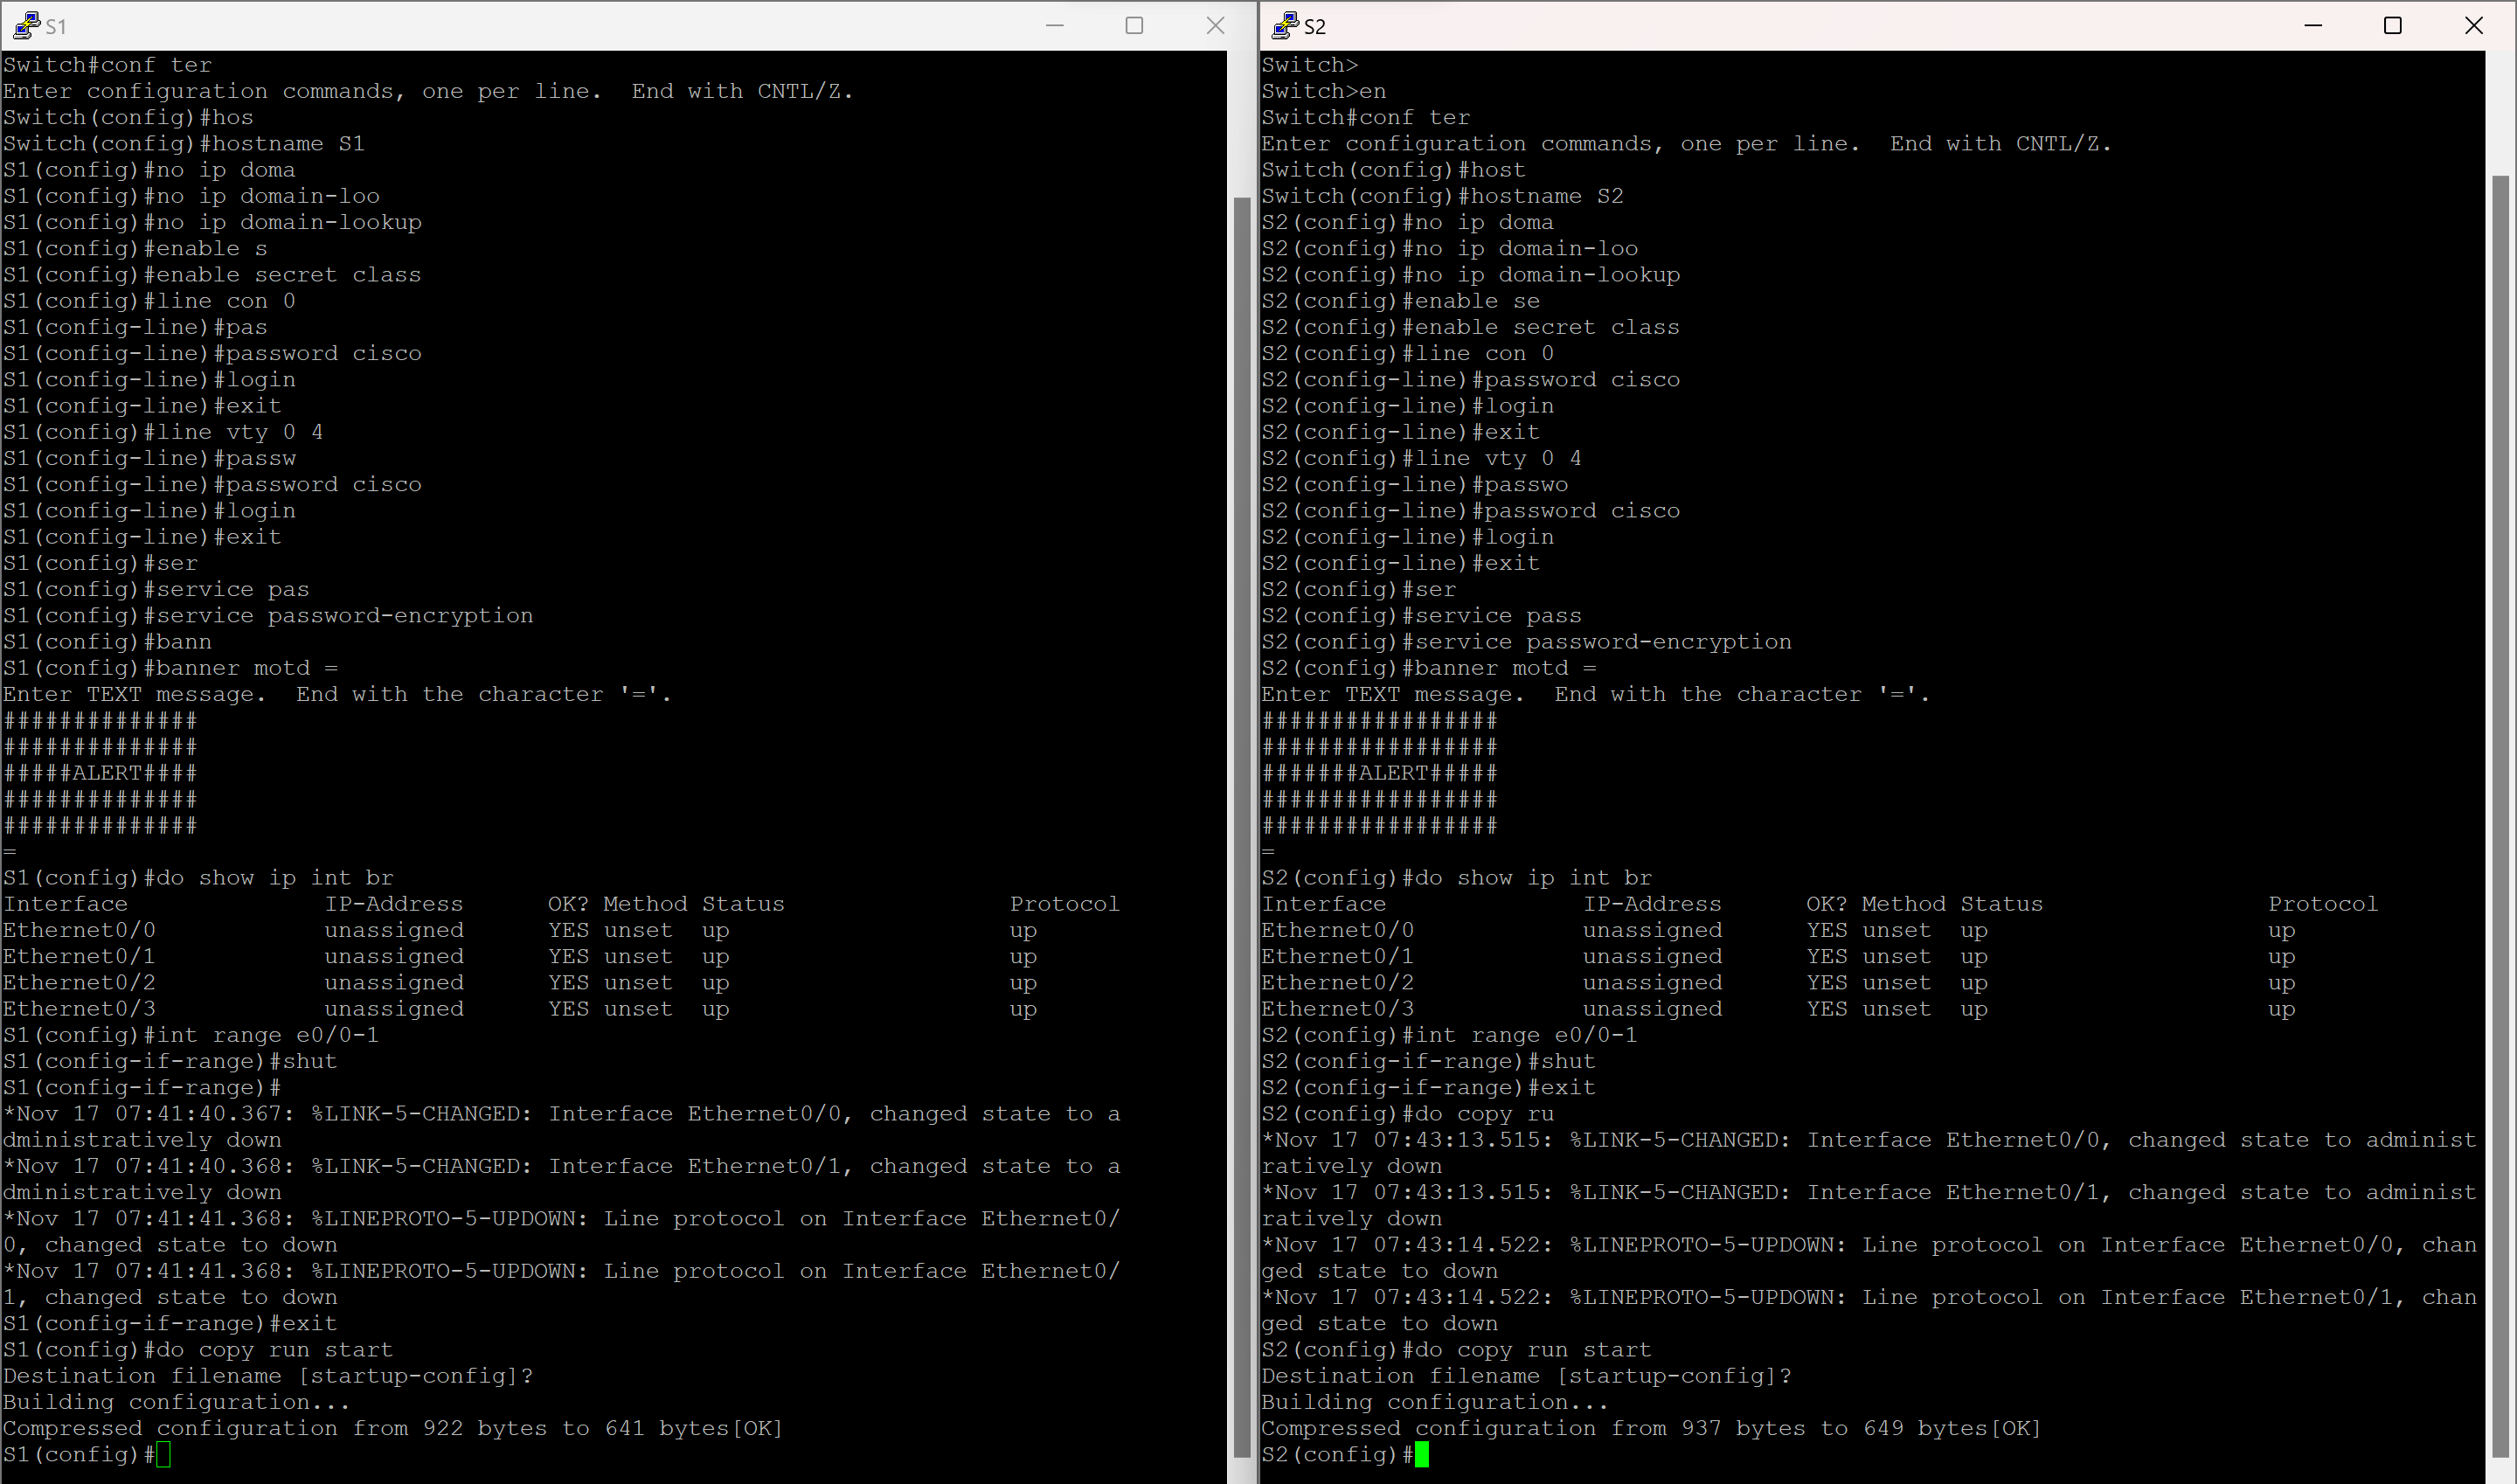 S1
Switch#conf ter
Enter configuration commands, one per line.  End with CNTL/Z.
Switch(config)#hos
Switch(config)#hostname S1
S1(config)#no ip doma
S1(config)#no ip domain-loo
S1(config)#no ip domain-lookup
S1(config)#enable s
S1(config)#enable secret class
S1(config)#line con 0
S1(config-line)#pas
S1(config-line)#password cisco
S1(config-line)#login
S1(config-line)#exit
S1(config)#line vty 0 4
S1(config-line)#passw
S1(config-line)#password cisco
S1(config-line)#login
S1(config-line)#exit
S1(config)#ser
S1(config)#service pas
S1(config)#service password-encryption
S1(config)#bann
S1(config)#banner motd =
Enter TEXT message.  End with the character '='.
##############
##############
#####ALERT####
##############
##############
=
S1(config)#do show ip int br
Interface              IP-Address      OK? Method Status                Protocol
Ethernet0/0            unassigned      YES unset  up                    up
Ethernet0/1            unassigned      YES unset  up                    up
Ethernet0/2            unassigned      YES unset  up                    up
Ethernet0/3            unassigned      YES unset  up                    up
S1(config)#int range e0/0-1
S1(config-if-range)#shut
S1(config-if-range)#
*Nov 17 07:41:40.367: %LINK-5-CHANGED: Interface Ethernet0/0, changed state to a
dministratively down
*Nov 17 07:41:40.368: %LINK-5-CHANGED: Interface Ethernet0/1, changed state to a
dministratively down
*Nov 17 07:41:41.368: %LINEPROTO-5-UPDOWN: Line protocol on Interface Ethernet0/
0, changed state to down
*Nov 17 07:41:41.368: %LINEPROTO-5-UPDOWN: Line protocol on Interface Ethernet0/
1, changed state to down
S1(config-if-range)#exit
S1(config)#do copy run start
Destination filename [startup-config]?
Building configuration...
Compressed configuration from 922 bytes to 641 bytes[OK]
S1(config)#
S2
Switch>
Switch>en
Switch#conf ter
Enter configuration commands, one per line.  End with CNTL/Z.
Switch(config)#host
Switch(config)#hostname S2
S2(config)#no ip doma
S2(config)#no ip domain-loo
S2(config)#no ip domain-lookup
S2(config)#enable se
S2(config)#enable secret class
S2(config)#line con 0
S2(config-line)#password cisco
S2(config-line)#login
S2(config-line)#exit
S2(config)#line vty 0 4
S2(config-line)#passwo
S2(config-line)#password cisco
S2(config-line)#login
S2(config-line)#exit
S2(config)#ser
S2(config)#service pass
S2(config)#service password-encryption
S2(config)#banner motd =
Enter TEXT message.  End with the character '='.
#################
#################
#######ALERT#####
#################
#################
=
S2(config)#do show ip int br
Interface              IP-Address      OK? Method Status                Protocol
Ethernet0/0            unassigned      YES unset  up                    up
Ethernet0/1            unassigned      YES unset  up                    up
Ethernet0/2            unassigned      YES unset  up                    up
Ethernet0/3            unassigned      YES unset  up                    up
S2(config)#int range e0/0-1
S2(config-if-range)#shut
S2(config-if-range)#exit
S2(config)#do copy ru
*Nov 17 07:43:13.515: %LINK-5-CHANGED: Interface Ethernet0/0, changed state to administ
ratively down
*Nov 17 07:43:13.515: %LINK-5-CHANGED: Interface Ethernet0/1, changed state to administ
ratively down
*Nov 17 07:43:14.522: %LINEPROTO-5-UPDOWN: Line protocol on Interface Ethernet0/0, chan
ged state to down
*Nov 17 07:43:14.522: %LINEPROTO-5-UPDOWN: Line protocol on Interface Ethernet0/1, chan
ged state to down
S2(config)#do copy run start
Destination filename [startup-config]?
Building configuration...
Compressed configuration from 937 bytes to 649 bytes[OK]
S2(config)#